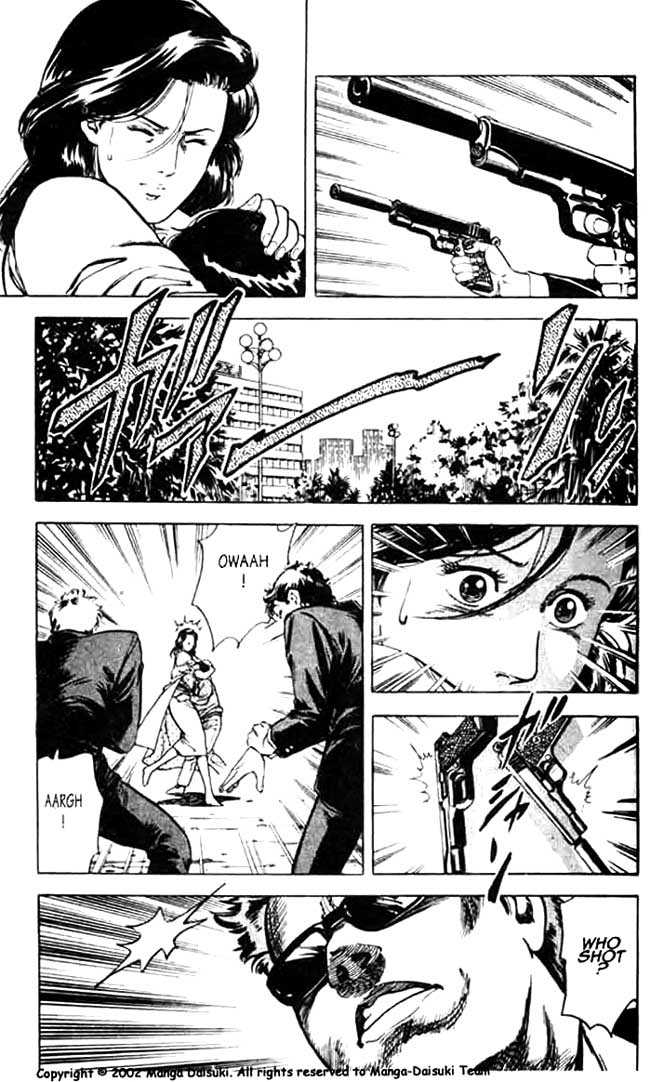 OWAAH
!
AARGH
!
WHO
SHOT
?
Copyright © 2002 Manga Daisuki. All rights reserved to Manga-Daisuki Team